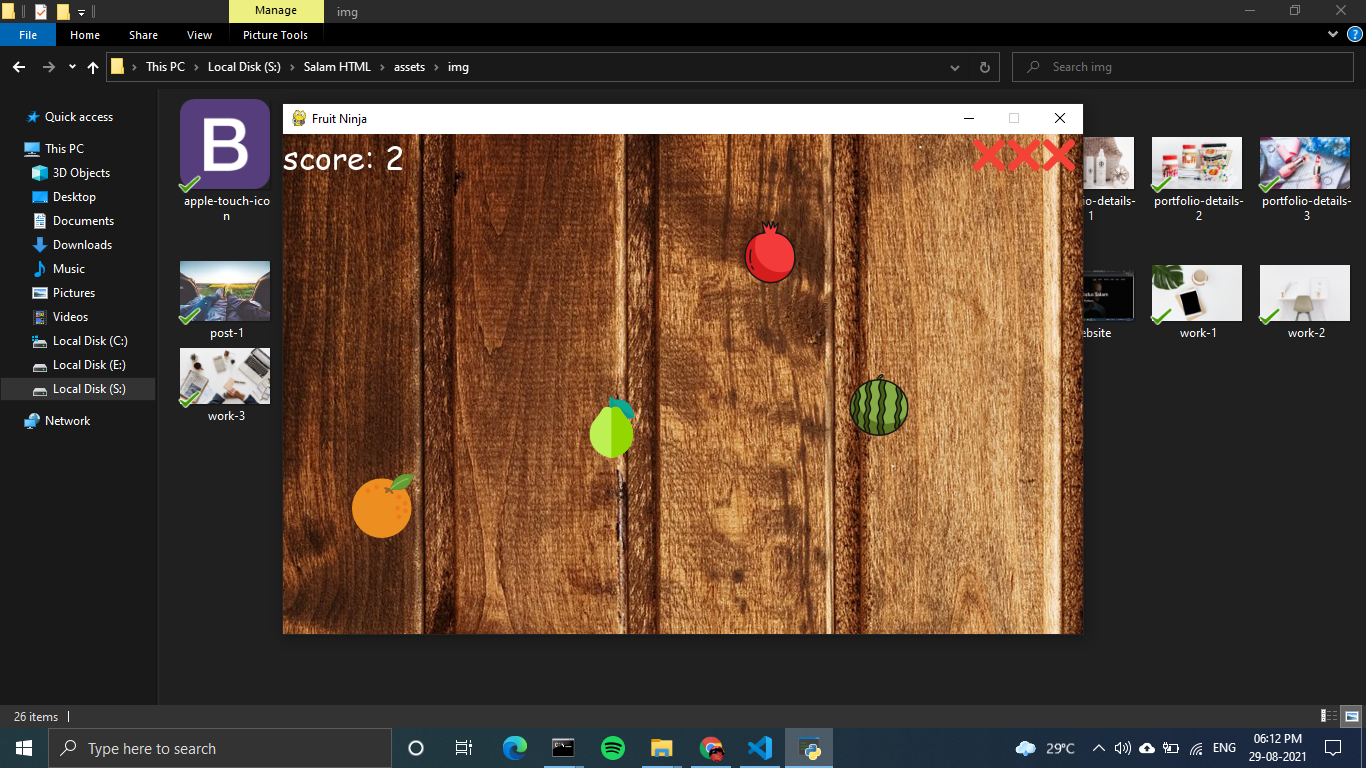 Manage
img
File
Home
Share
View
Picture Tools
This PC
Local Disk (S:)
Salam HTML
assets
img
Search img
Quick access
This PC
3D Objects
Desktop
Documents
Downloads
Music
Pictures
Videos
Local Disk (C:)
Local Disk (E:)
Local Disk (S:)
Network
B
apple-touch-ico
n
post-1
work-3
Fruit Ninja
score: 2
io-details-
1
portfolio-details-
2
portfolio-details-
3
ebsite
work-1
work-2
26 items
Type here to search
29°C
ENG
06:12 PM
29-08-2021